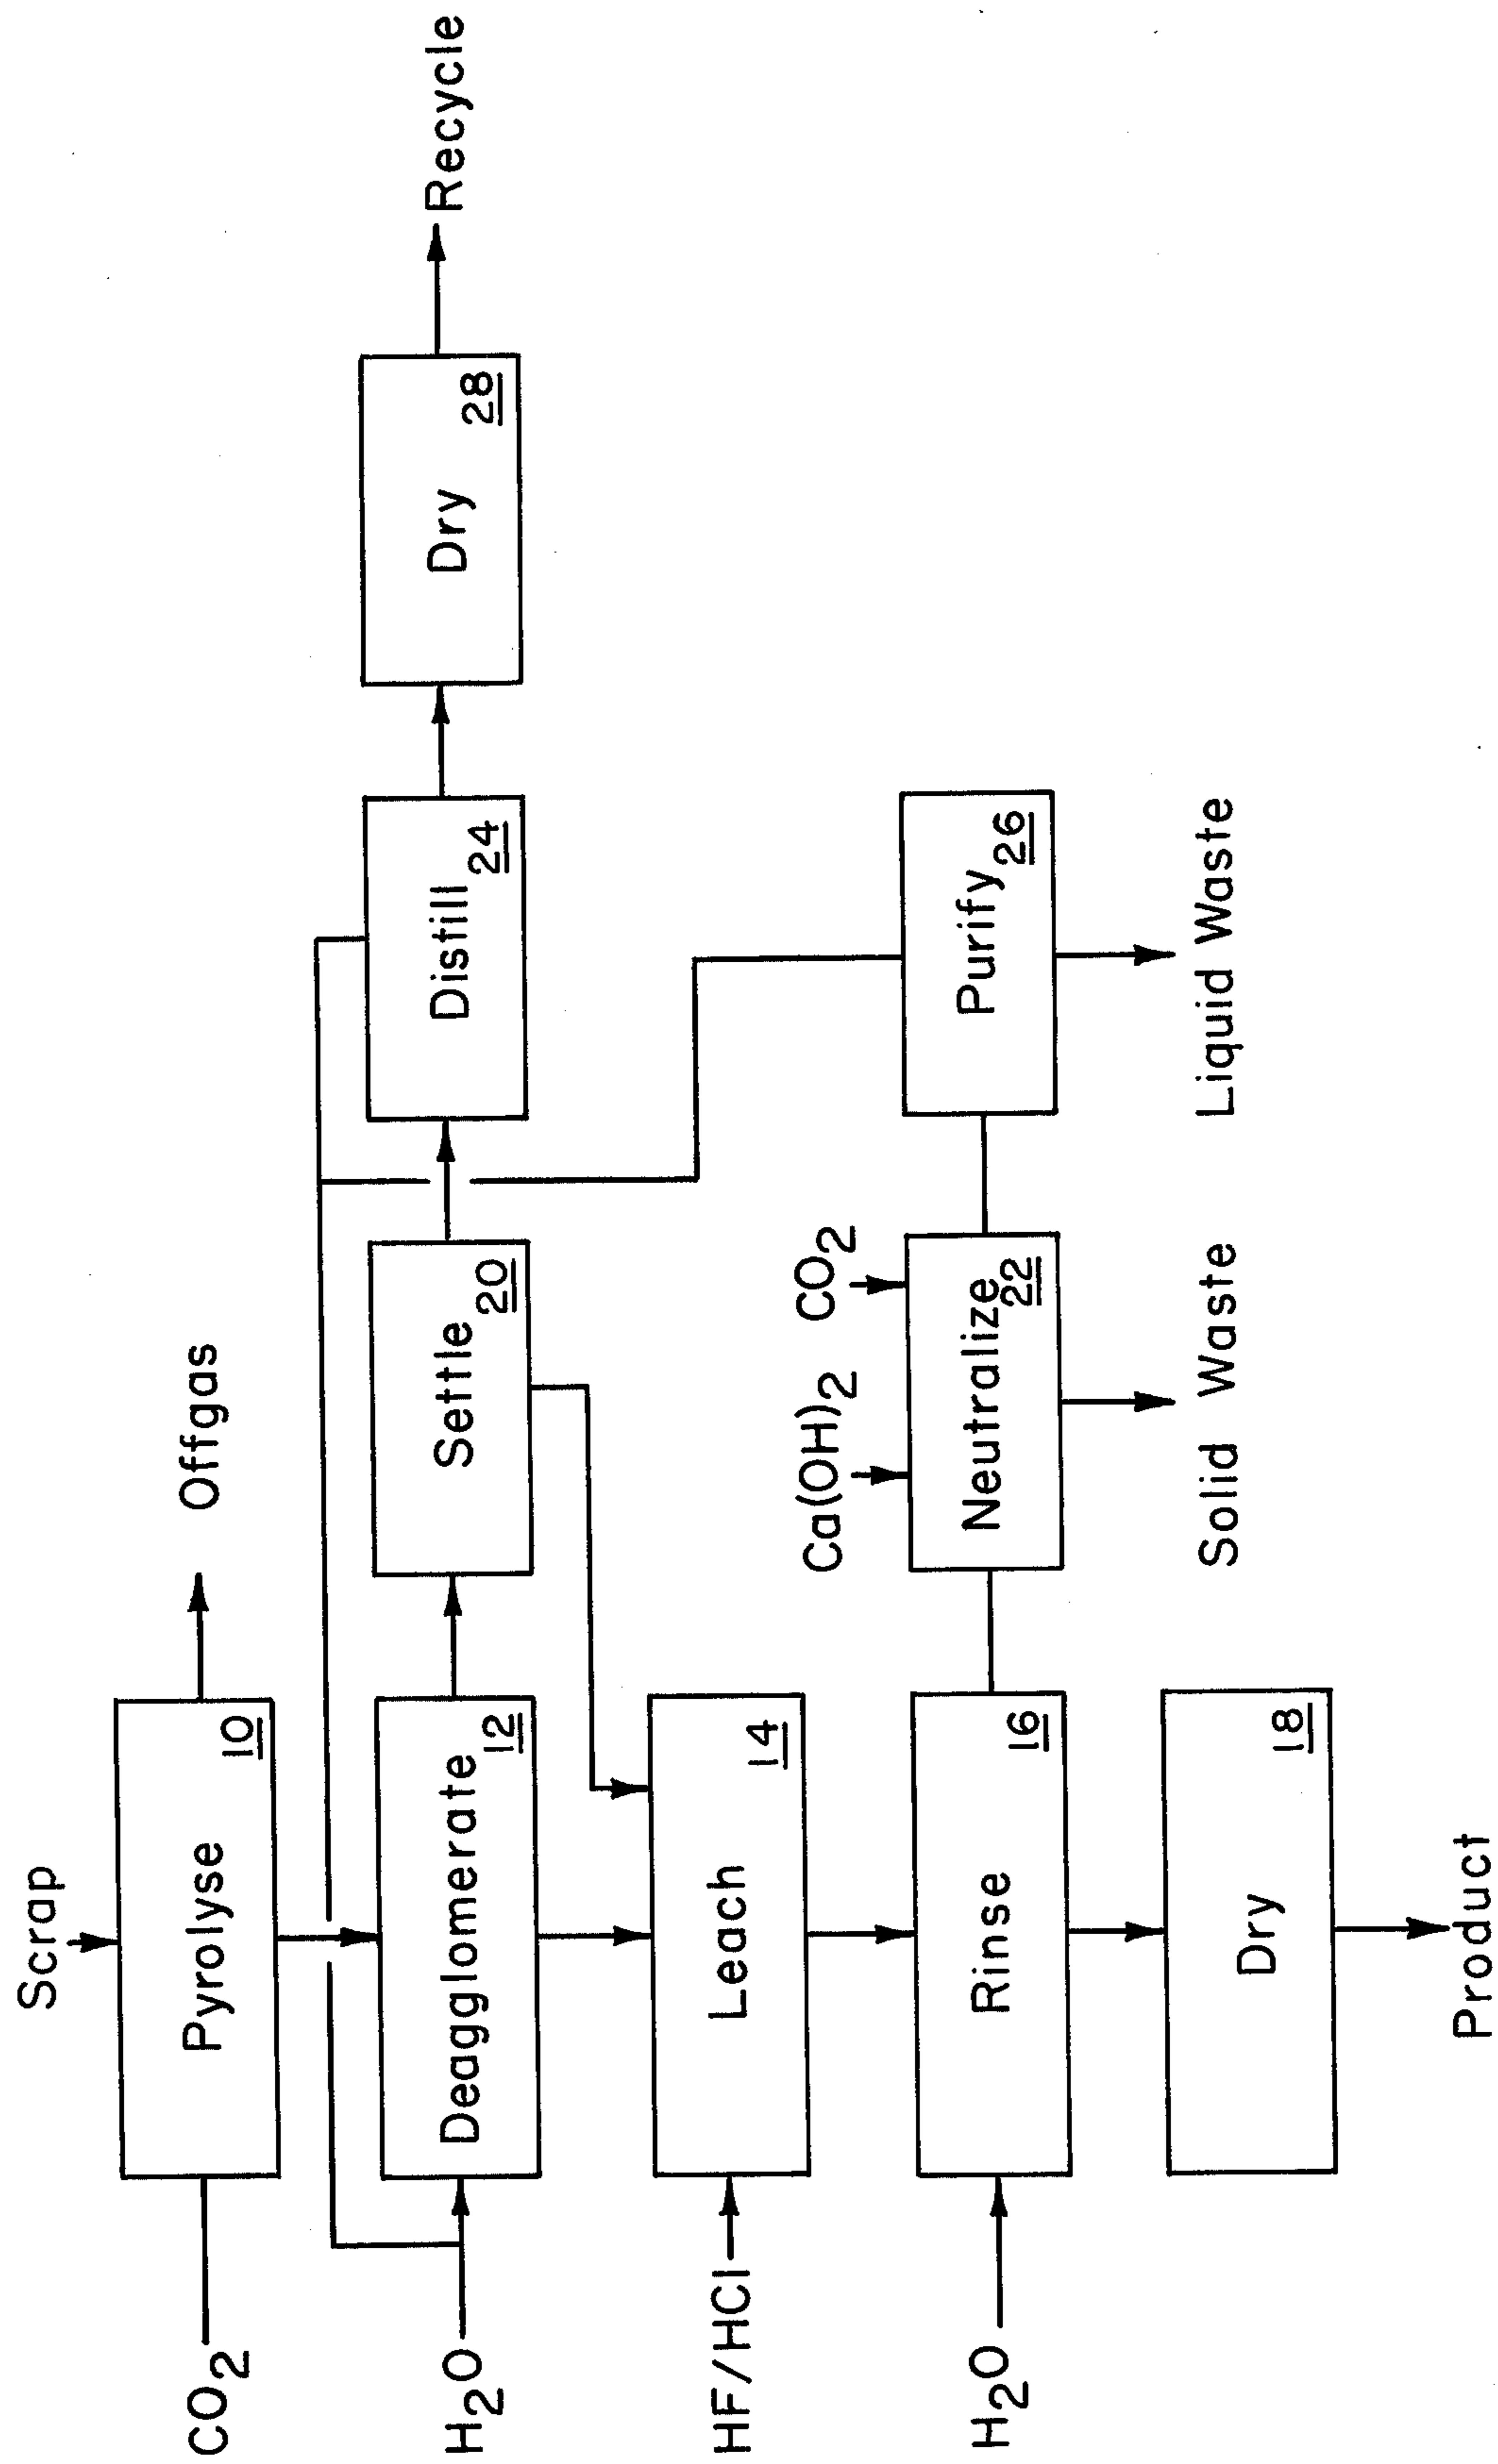 Scrap
CO2
Pyrolyse
10
Offgas
H2O
Deagglomerate
12
Settle
20
Distill
24
Dry
28
Recycle
HF/HCl
Leach
14
Ca(OH)2
CO2
H2O
Rinse
16
Neutralize
22
Purify
26
Dry
18
Solid Waste
Liquid Waste
Product